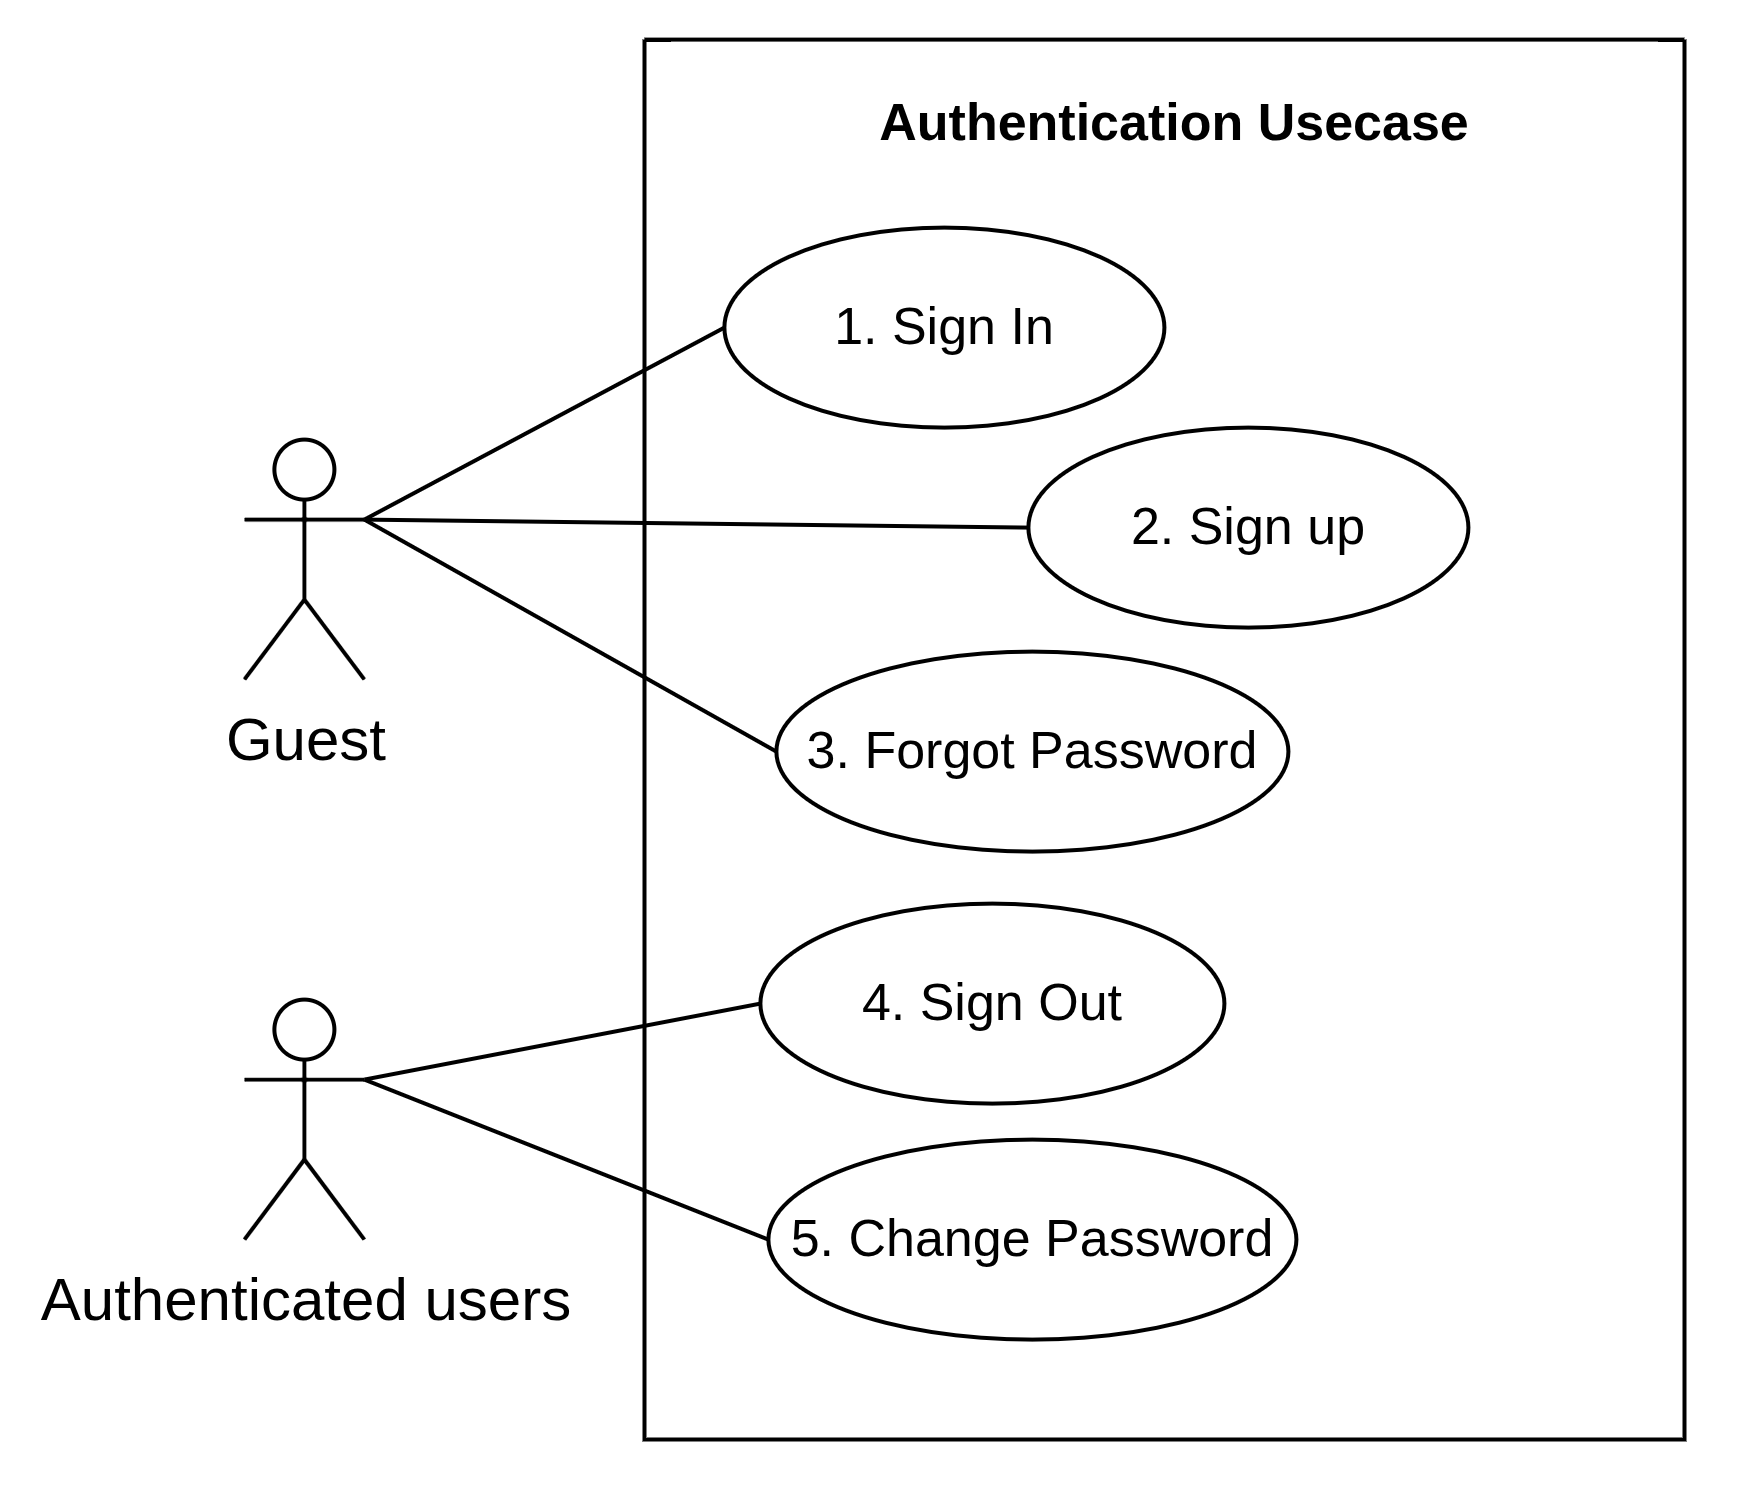 Authentication Usecase
1. Sign In
2. Sign up
Guest
3. Forgot Password
4. Sign Out
5. Change Password
Authenticated users